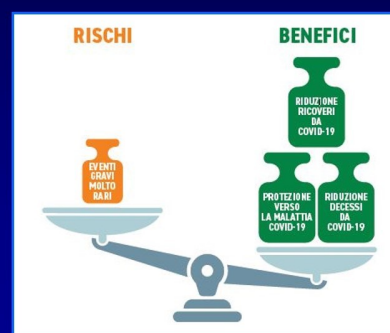 RISCHI
BENEFICI
RIDUZIONE
RICOVERI
DA
COVID-19
EVENTI
GRAVI
MOLTO
RARI
PROTEZIONE
VERSO
LA MALATTIA
COVID-19
RIDUZIONE
DECESSI
DA
COVID-19